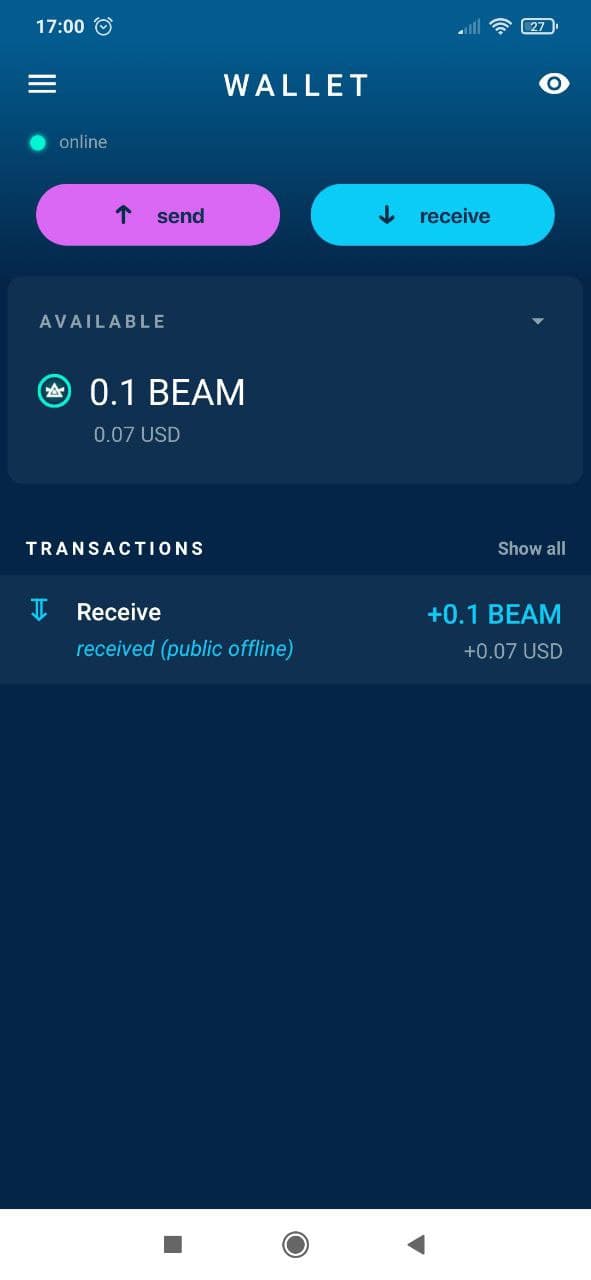 17:00 27
WALLET
online
send receive
AVAILABLE
0.1 BEAM
0.07 USD
TRANSACTIONS Show all
Receive +0.1 BEAM
received (public offline) +0.07 USD